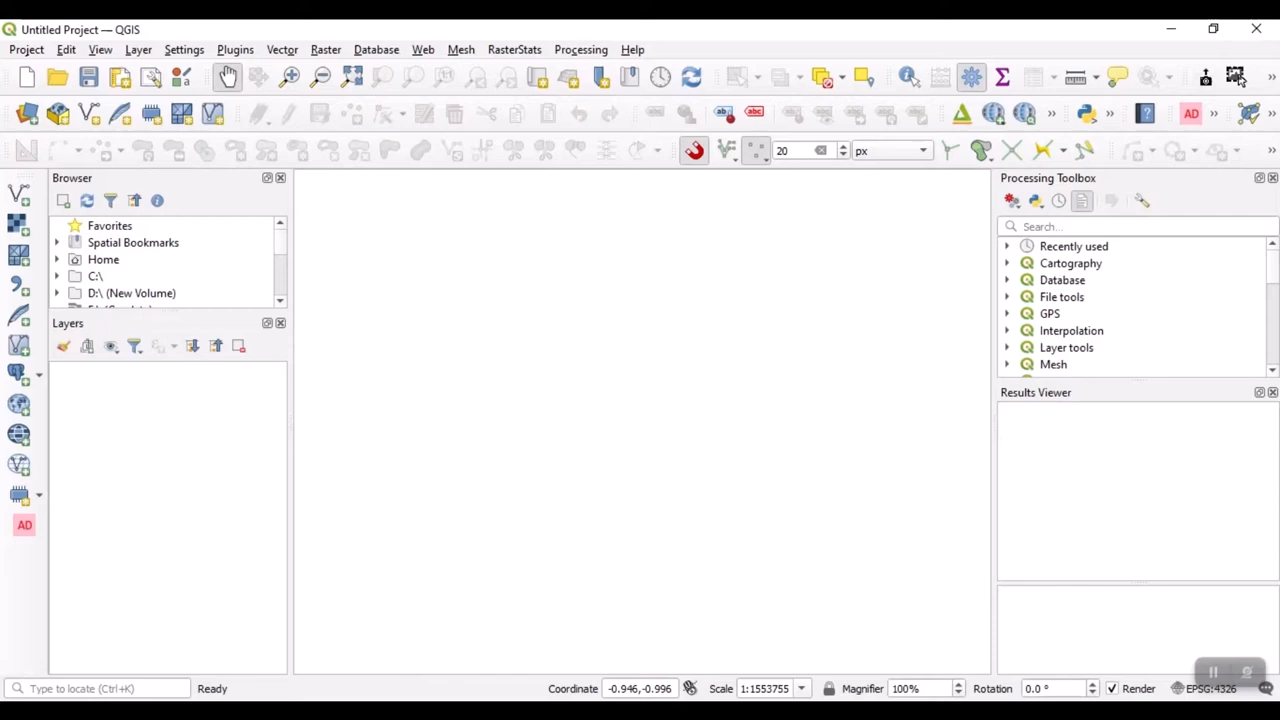 Untitled Project — QGIS
Project Edit View Layer Settings Plugins Vector Raster Database Web Mesh RasterStats Processing Help
a
abc abc
AD
20 px
Browser
Favorites
Spatial Bookmarks
Home
C:\
D:\ (New Volume)
Layers
AD
Processing Toolbox
Search...
Recently used
Cartography
Database
File tools
GPS
Interpolation
Layer tools
Mesh
Results Viewer
Type to locate (Ctrl+K) Ready Coordinate -0.946,-0.996 Scale 1:1553755 Magnifier 100% Rotation 0.0 ° Render EPSG:4326